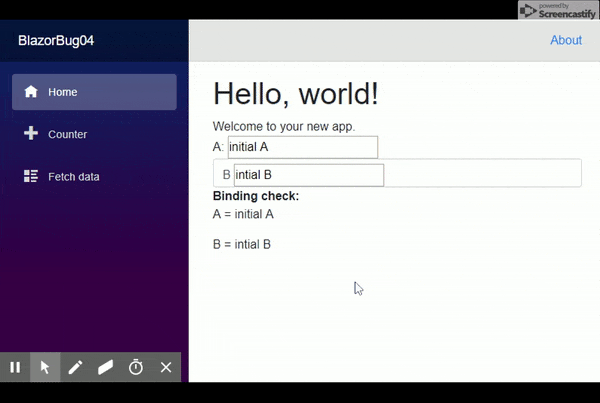 powered by
Screencastify
BlazorBug04
About
Home
Counter
Fetch data
Hello, world!
Welcome to your new app.
A: initial A
B intial B
Binding check:
A = initial A
B = intial B